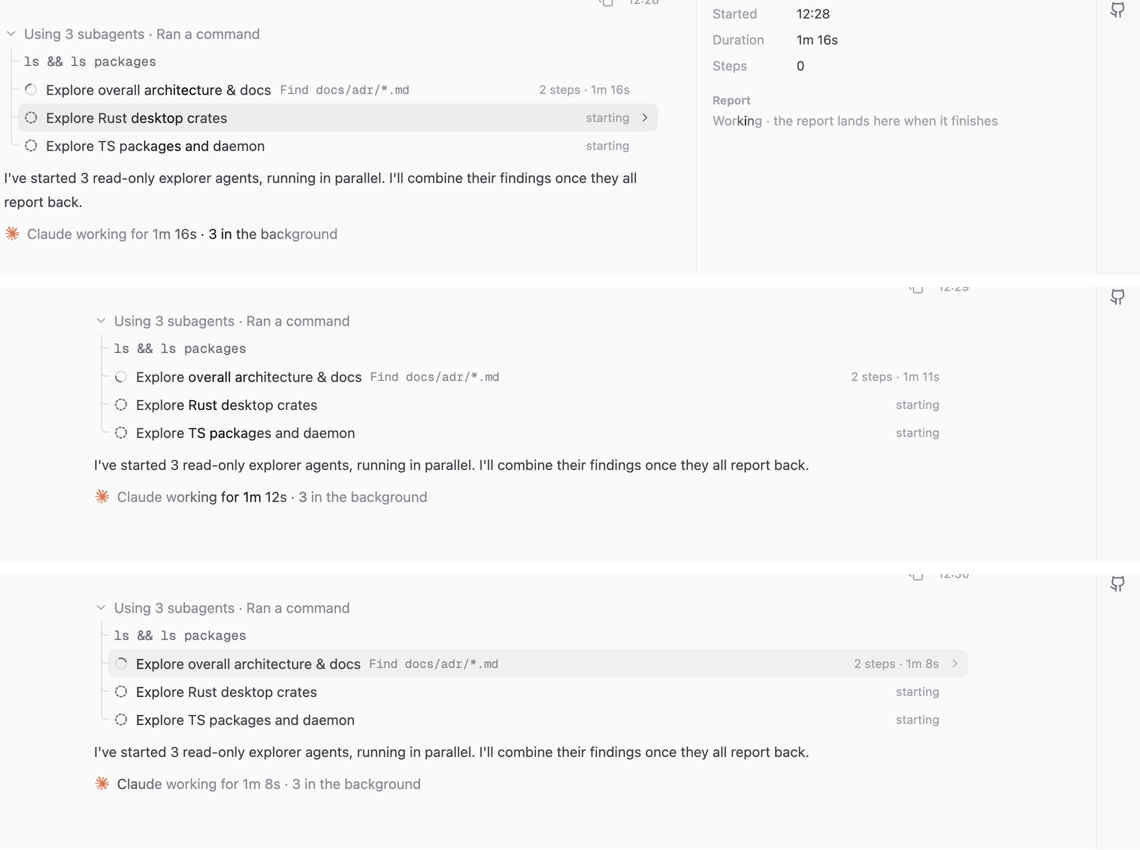 12:28
Started 12:28
Using 3 subagents · Ran a command
Duration 1m 16s
ls && ls packages
Steps 0
Explore overall architecture & docs Find docs/adr/*.md 2 steps · 1m 16s
Report
Explore Rust desktop crates starting
Working · the report lands here when it finishes
Explore TS packages and daemon starting
I've started 3 read-only explorer agents, running in parallel. I'll combine their findings once they all
report back.
Claude working for 1m 16s · 3 in the background
12:29
Using 3 subagents · Ran a command
ls && ls packages
Explore overall architecture & docs Find docs/adr/*.md 2 steps · 1m 11s
Explore Rust desktop crates starting
Explore TS packages and daemon starting
I've started 3 read-only explorer agents, running in parallel. I'll combine their findings once they all report back.
Claude working for 1m 12s · 3 in the background
12:30
Using 3 subagents · Ran a command
ls && ls packages
Explore overall architecture & docs Find docs/adr/*.md 2 steps · 1m 8s
Explore Rust desktop crates starting
Explore TS packages and daemon starting
I've started 3 read-only explorer agents, running in parallel. I'll combine their findings once they all report back.
Claude working for 1m 8s · 3 in the background